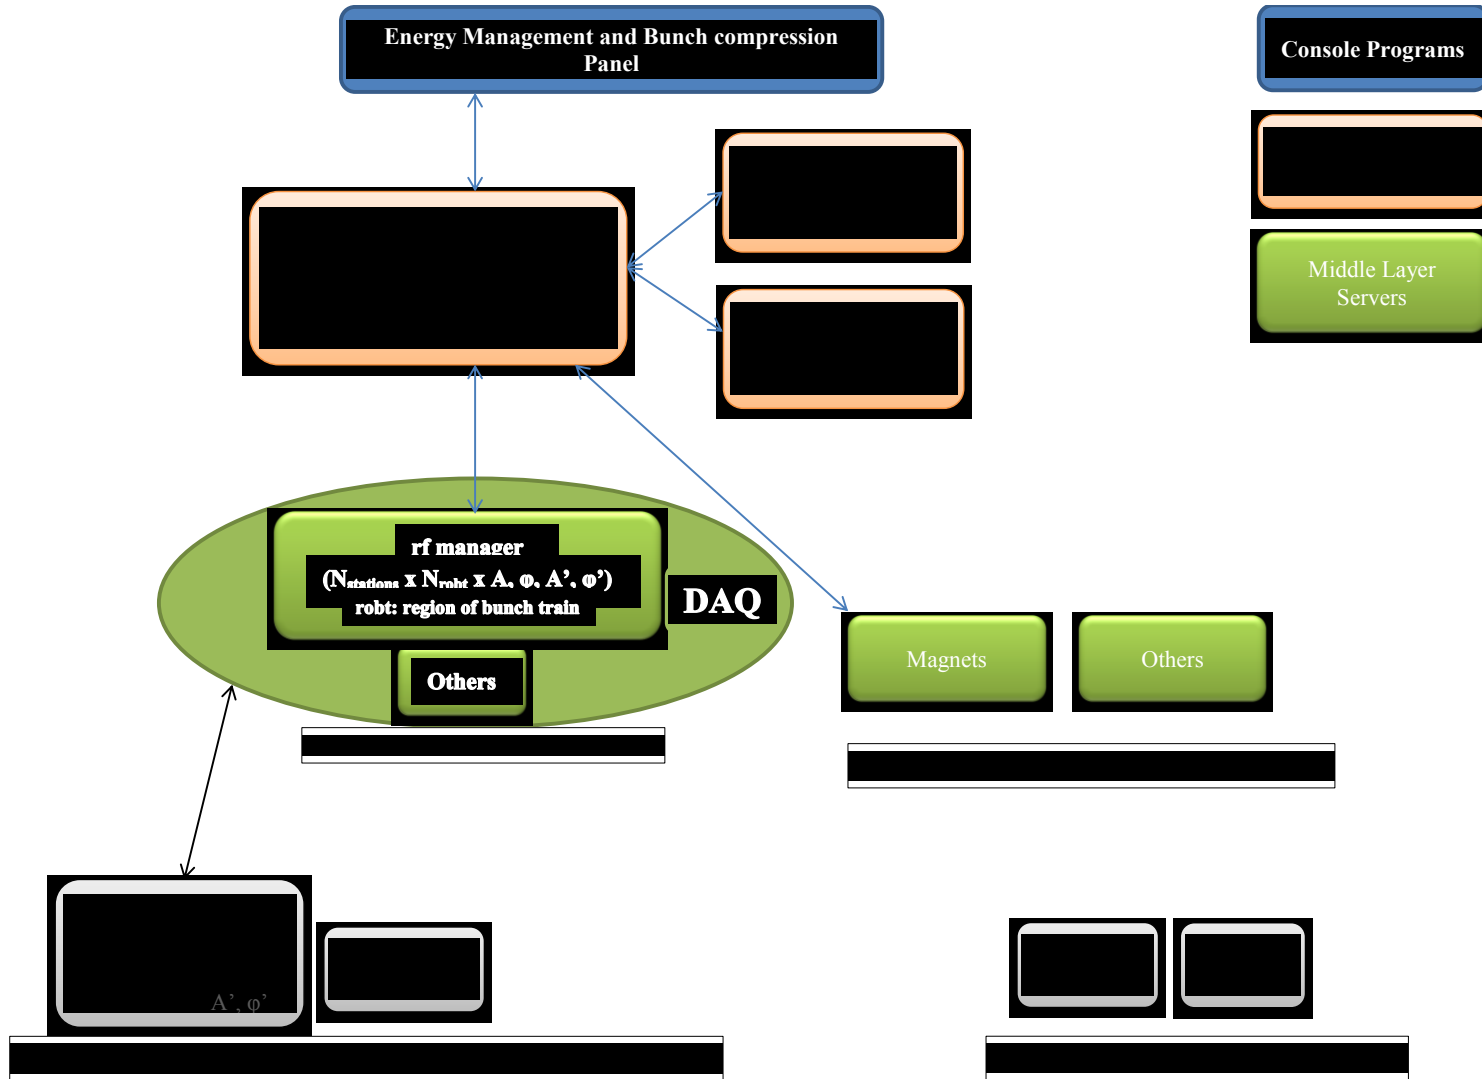 Energy Management and Bunch compression
Panel
Console Programs
Middle Layer
Servers
rf manager
(Nstations x Nrobt x A, φ, A’, φ’)
robt: region of bunch train
DAQ
Others
Magnets
Others
A’, φ’